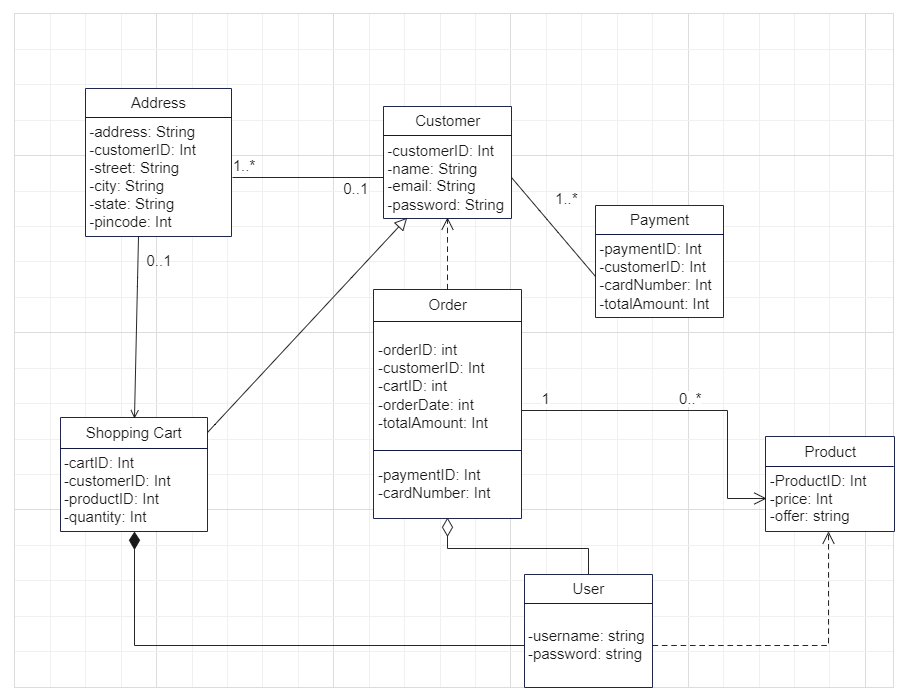 Address
-address: String
-customerID: Int
-street: String
-city: String
-state: String
-pincode: Int
1..*
0..1
Customer
-customerID: Int
-name: String
-email: String
-password: String
1..*
Payment
-paymentID: Int
-customerID: Int
-cardNumber: Int
-totalAmount: Int
0..1
Order
-orderID: int
-customerID: Int
-cartID: int
-orderDate: int
-totalAmount: Int
-paymentID: Int
-cardNumber: Int
1
0..*
Shopping Cart
-cartID: Int
-customerID: Int
-productID: Int
-quantity: Int
Product
-ProductID: Int
-price: Int
-offer: string
User
-username: string
-password: string